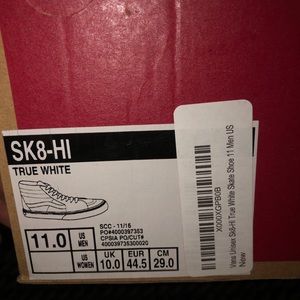 SK8-HI
TRUE WHITE
SCC - 11/16
PO#4000397353
CPSIA PO/CUT#
400039735300020
11.0
US
MEN
US
WOMEN
UK
10.0
EUR
44.5
CM
29.0
X000XGPB0B
Vans Unisex Sk8-Hi True White Skate Shoe 11 Men US
New